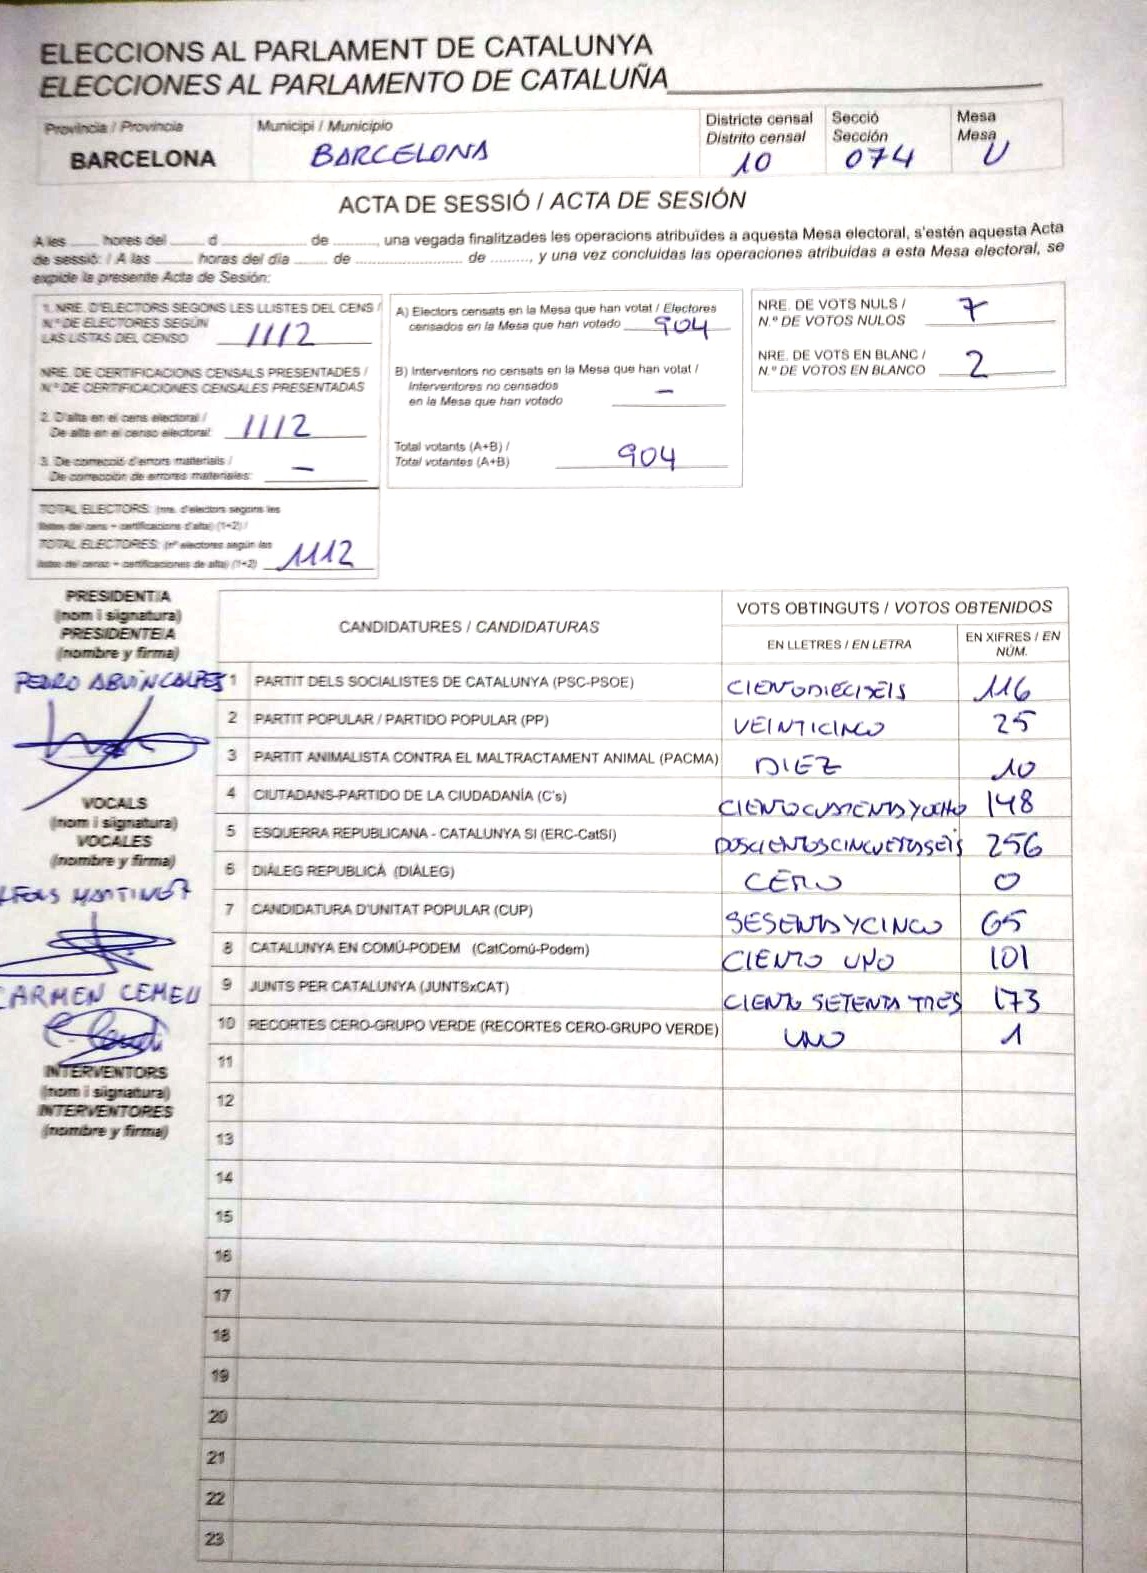 ELECCIONS AL PARLAMENT DE CATALUNYA
ELECCIONES AL PARLAMENTO DE CATALUÑA
Província / Provincia
BARCELONA
Municipi / Municipio
BARCELONA
Districte censal
Distrito censal
10
Secció
Sección
074
Mesa
Mesa
U
ACTA DE SESSIÓ / ACTA DE SESIÓN
A les ____ hores del ____ d ____ de ____, una vegada finalitzades les operacions atribuïdes a aquesta Mesa electoral, s'estén aquesta Acta
de sessió: / A las ____ horas del día ____ de ____ de ____, y una vez concluidas las operaciones atribuidas a esta Mesa electoral, se
expide la presente Acta de Sesión:
1. NRE. D'ELECTORS SEGONS LES LLISTES DEL CENS /
N.º DE ELECTORES SEGÚN
LAS LISTAS DEL CENSO 1112
NRE. DE CERTIFICACIONS CENSALS PRESENTADES /
N.º DE CERTIFICACIONES CENSALES PRESENTADAS
2. D'alta en el cens electoral /
De alta en el censo electoral: 1112
3. De correcció d'errors materials /
De corrección de errores materiales: –
TOTAL ELECTORS: (nre. d'electors segons les
llistes del cens + certificacions d'alta) (1+2) /
TOTAL ELECTORES: (nº electores según las
listas del censo + certificaciones de alta) (1+2) 1112
A) Electors censats en la Mesa que han votat / Electores
censados en la Mesa que han votado 904
B) Interventors no censats en la Mesa que han votat /
Interventores no censados
en la Mesa que han votado –
Total votants (A+B) /
Total votantes (A+B) 904
NRE. DE VOTS NULS /
N.º DE VOTOS NULOS 7
NRE. DE VOTS EN BLANC /
N.º DE VOTOS EN BLANCO 2
PRESIDENT/A
(nom i signatura)
PRESIDENTE/A
(nombre y firma)
PEDRO
VOCALS
(nom i signatura)
VOCALES
(nombre y firma)
CARMEN
INTERVENTORS
(nom i signatura)
INTERVENTORES
(nombre y firma)
CANDIDATURES / CANDIDATURAS
VOTS OBTINGUTS / VOTOS OBTENIDOS
EN LLETRES / EN LETRA
EN XIFRES / EN
NÚM.
1 PARTIT DELS SOCIALISTES DE CATALUNYA (PSC-PSOE) CIENTODIECISEIS 116
2 PARTIT POPULAR / PARTIDO POPULAR (PP) VEINTICINCO 25
3 PARTIT ANIMALISTA CONTRA EL MALTRACTAMENT ANIMAL (PACMA) DIEZ 10
4 CIUTADANS-PARTIDO DE LA CIUDADANÍA (C's) 148
5 ESQUERRA REPUBLICANA - CATALUNYA SÍ (ERC-CatSí) 256
6 DIÀLEG REPUBLICÀ (DIÀLEG) CERO 0
7 CANDIDATURA D'UNITAT POPULAR (CUP) SESENTAYCINCO 65
8 CATALUNYA EN COMÚ-PODEM (CatComú-Podem) CIENTO UNO 101
9 JUNTS PER CATALUNYA (JUNTSxCAT) CIENTO SETENTA TRES 173
10 RECORTES CERO-GRUPO VERDE (RECORTES CERO-GRUPO VERDE) UNO 1
11
12
13
14
15
16
17
18
19
20
21
22
23